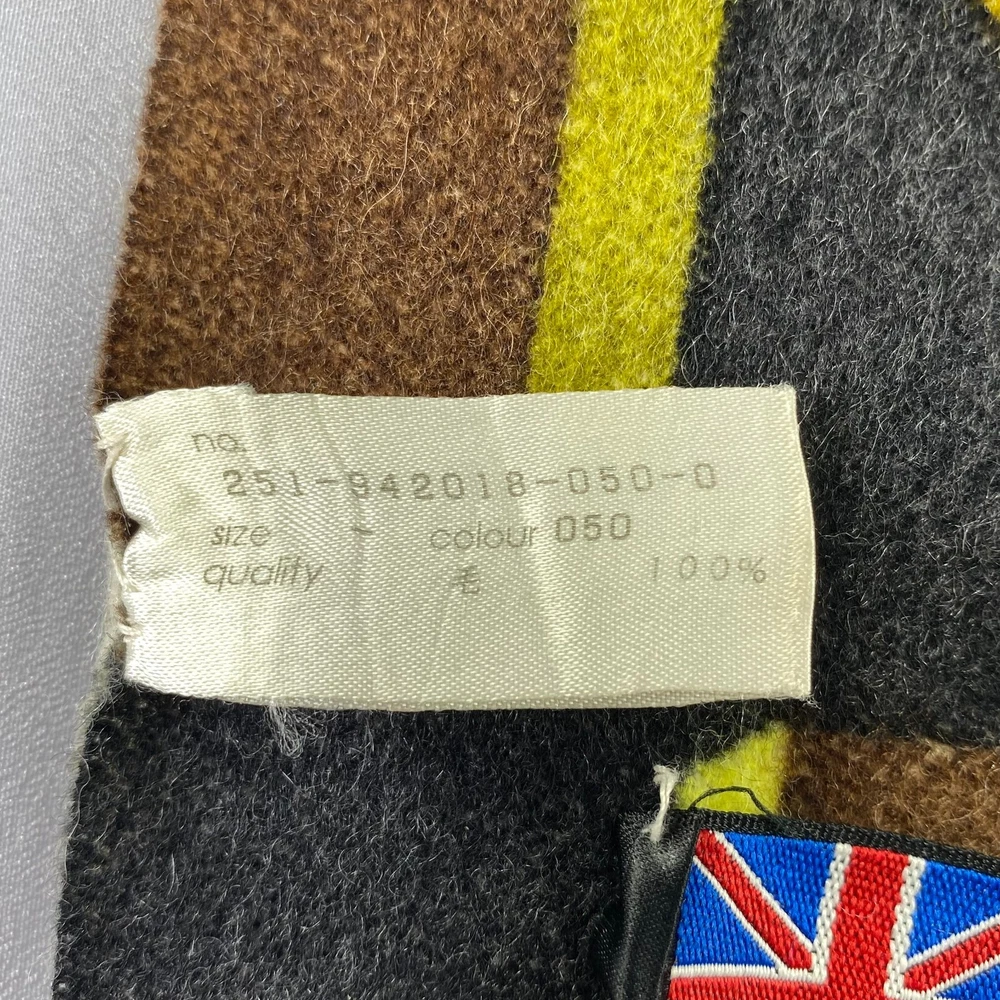 no.
251-942018-050-0
size - colour 050
quality 毛 100%